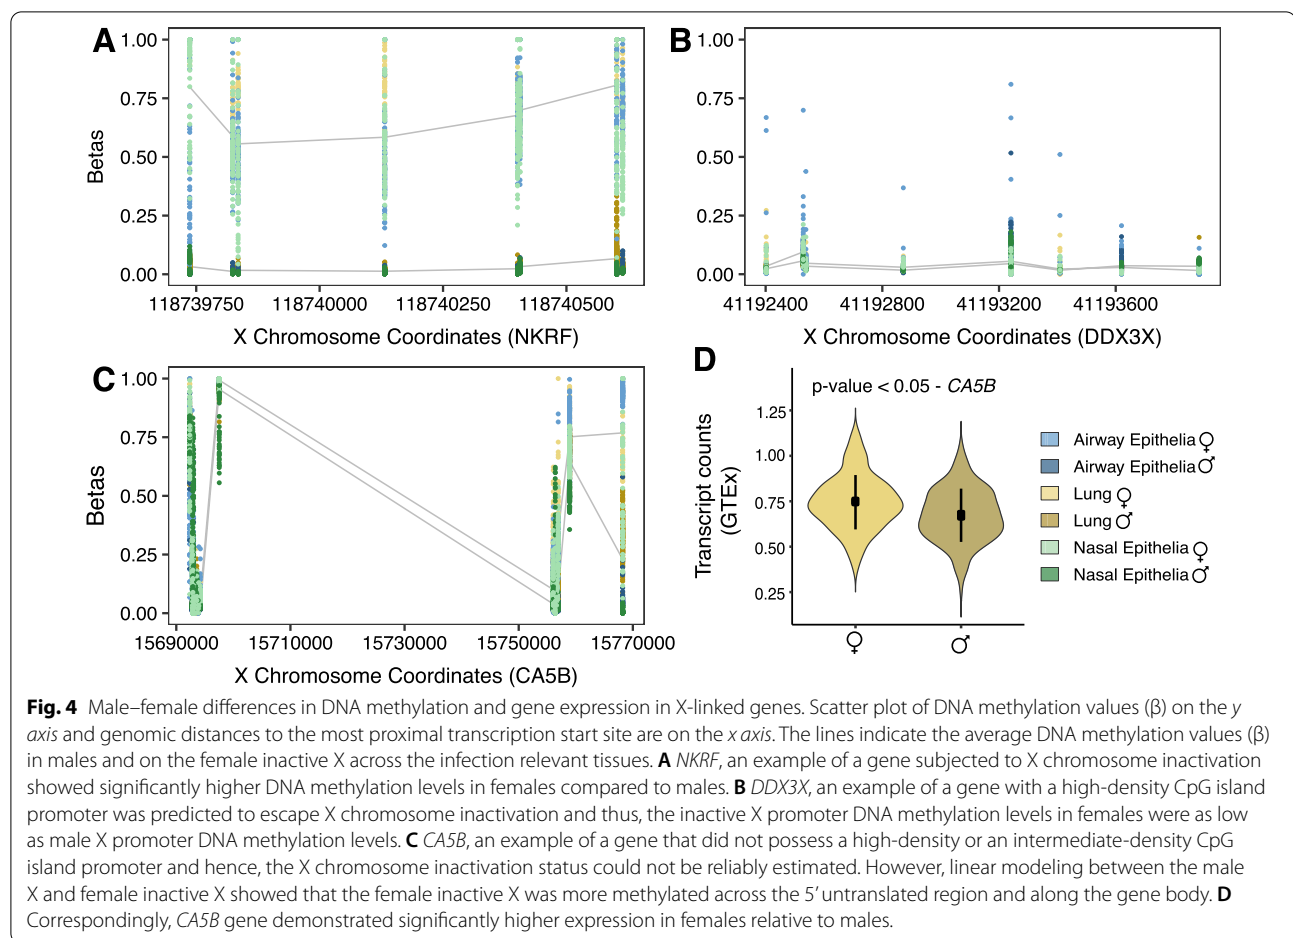 A
1.00
0.75
0.50
0.25
0.00
Betas
118739750 118740000 118740250 118740500
X Chromosome Coordinates (NKRF)
B
1.00
0.75
0.50
0.25
0.00
41192400 41192800 41193200 41193600
X Chromosome Coordinates (DDX3X)
C
1.00
0.75
0.50
0.25
0.00
Betas
15690000 15710000 15730000 15750000 15770000
X Chromosome Coordinates (CA5B)
D
p-value < 0.05 - CA5B
1.25
1.00
0.75
0.50
0.25
Transcript counts
(GTEx)
♀ ♂
Airway Epithelia ♀
Airway Epithelia ♂
Lung ♀
Lung ♂
Nasal Epithelia ♀
Nasal Epithelia ♂
Fig. 4 Male–female differences in DNA methylation and gene expression in X-linked genes. Scatter plot of DNA methylation values (β) on the y
axis and genomic distances to the most proximal transcription start site are on the x axis. The lines indicate the average DNA methylation values (β)
in males and on the female inactive X across the infection relevant tissues. A NKRF, an example of a gene subjected to X chromosome inactivation
showed significantly higher DNA methylation levels in females compared to males. B DDX3X, an example of a gene with a high-density CpG island
promoter was predicted to escape X chromosome inactivation and thus, the inactive X promoter DNA methylation levels in females were as low
as male X promoter DNA methylation levels. C CA5B, an example of a gene that did not possess a high-density or an intermediate-density CpG
island promoter and hence, the X chromosome inactivation status could not be reliably estimated. However, linear modeling between the male
X and female inactive X showed that the female inactive X was more methylated across the 5′ untranslated region and along the gene body. D
Correspondingly, CA5B gene demonstrated significantly higher expression in females relative to males.